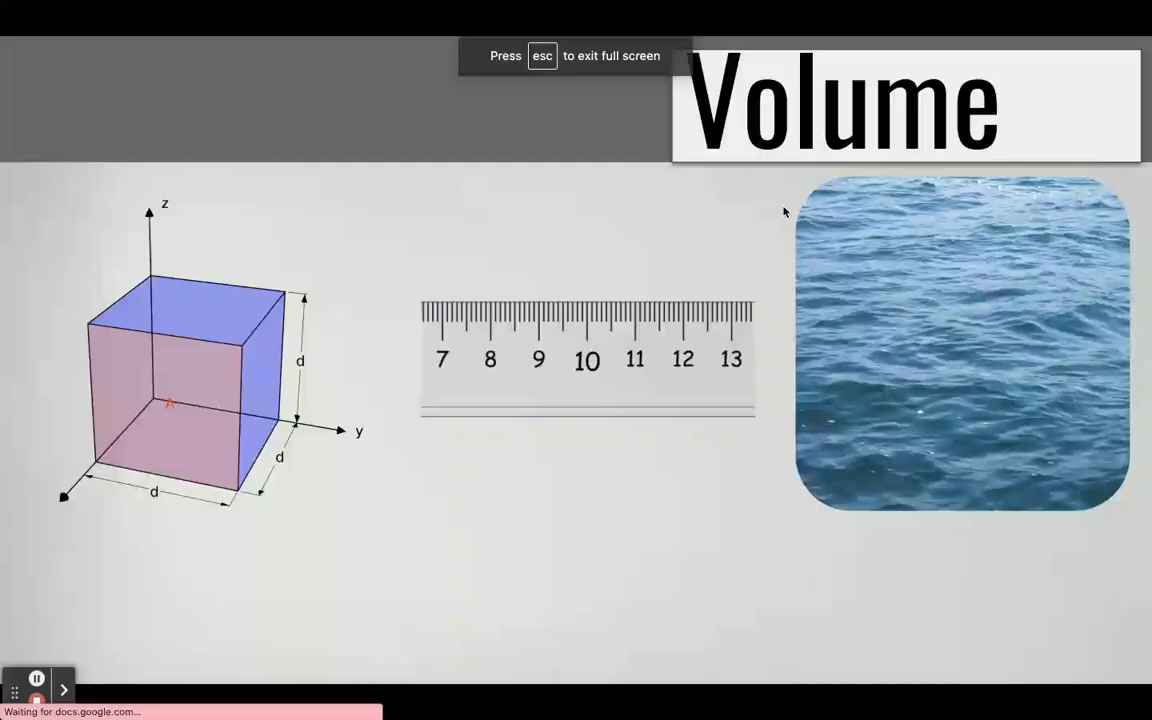 Press esc to exit full screen
Volume
z
d
A
y
d
d
7 8 9 10 11 12 13
Waiting for docs.google.com...